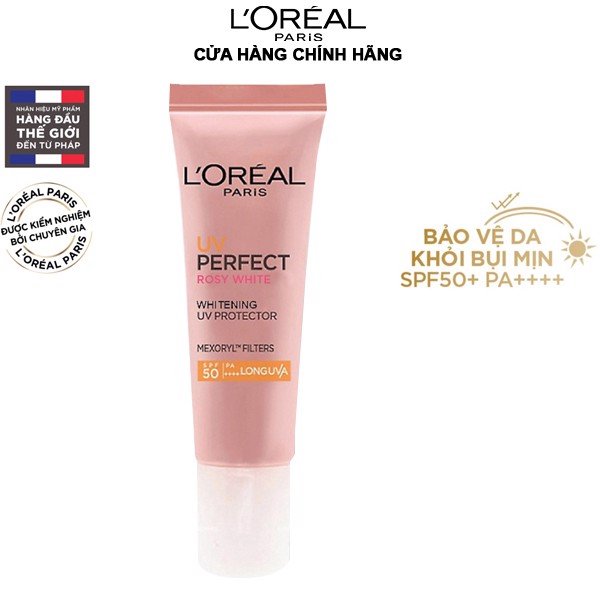 L'ORÉAL
PARIS
CỬA HÀNG CHÍNH HÃNG
NHÃN HIỆU MỸ PHẨM
HÀNG ĐẦU
THẾ GIỚI
ĐẾN TỪ PHÁP
L'ORÉAL PARIS
ĐƯỢC KIỂM NGHIỆM
BỞI CHUYÊN GIA
L'ORÉAL PARIS
L'ORÉAL
PARIS
UV
PERFECT
ROSY WHITE
WHITENING
UV PROTECTOR
MEXORYL™ FILTERS
SPF 50 PA ++++ LONG UVA
BẢO VỆ DA
KHỎI BỤI MỊN
SPF50+ PA++++